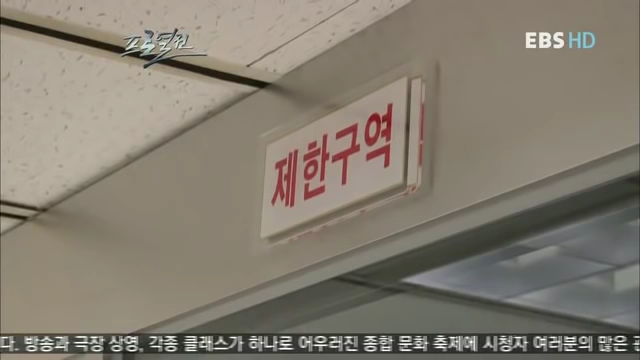 프로열전
EBS HD
제한구역
다. 방송과 극장 상영, 각종 클래스가 하나로 어우러진 종합 문화 축제에 시청자 여러분의 많은